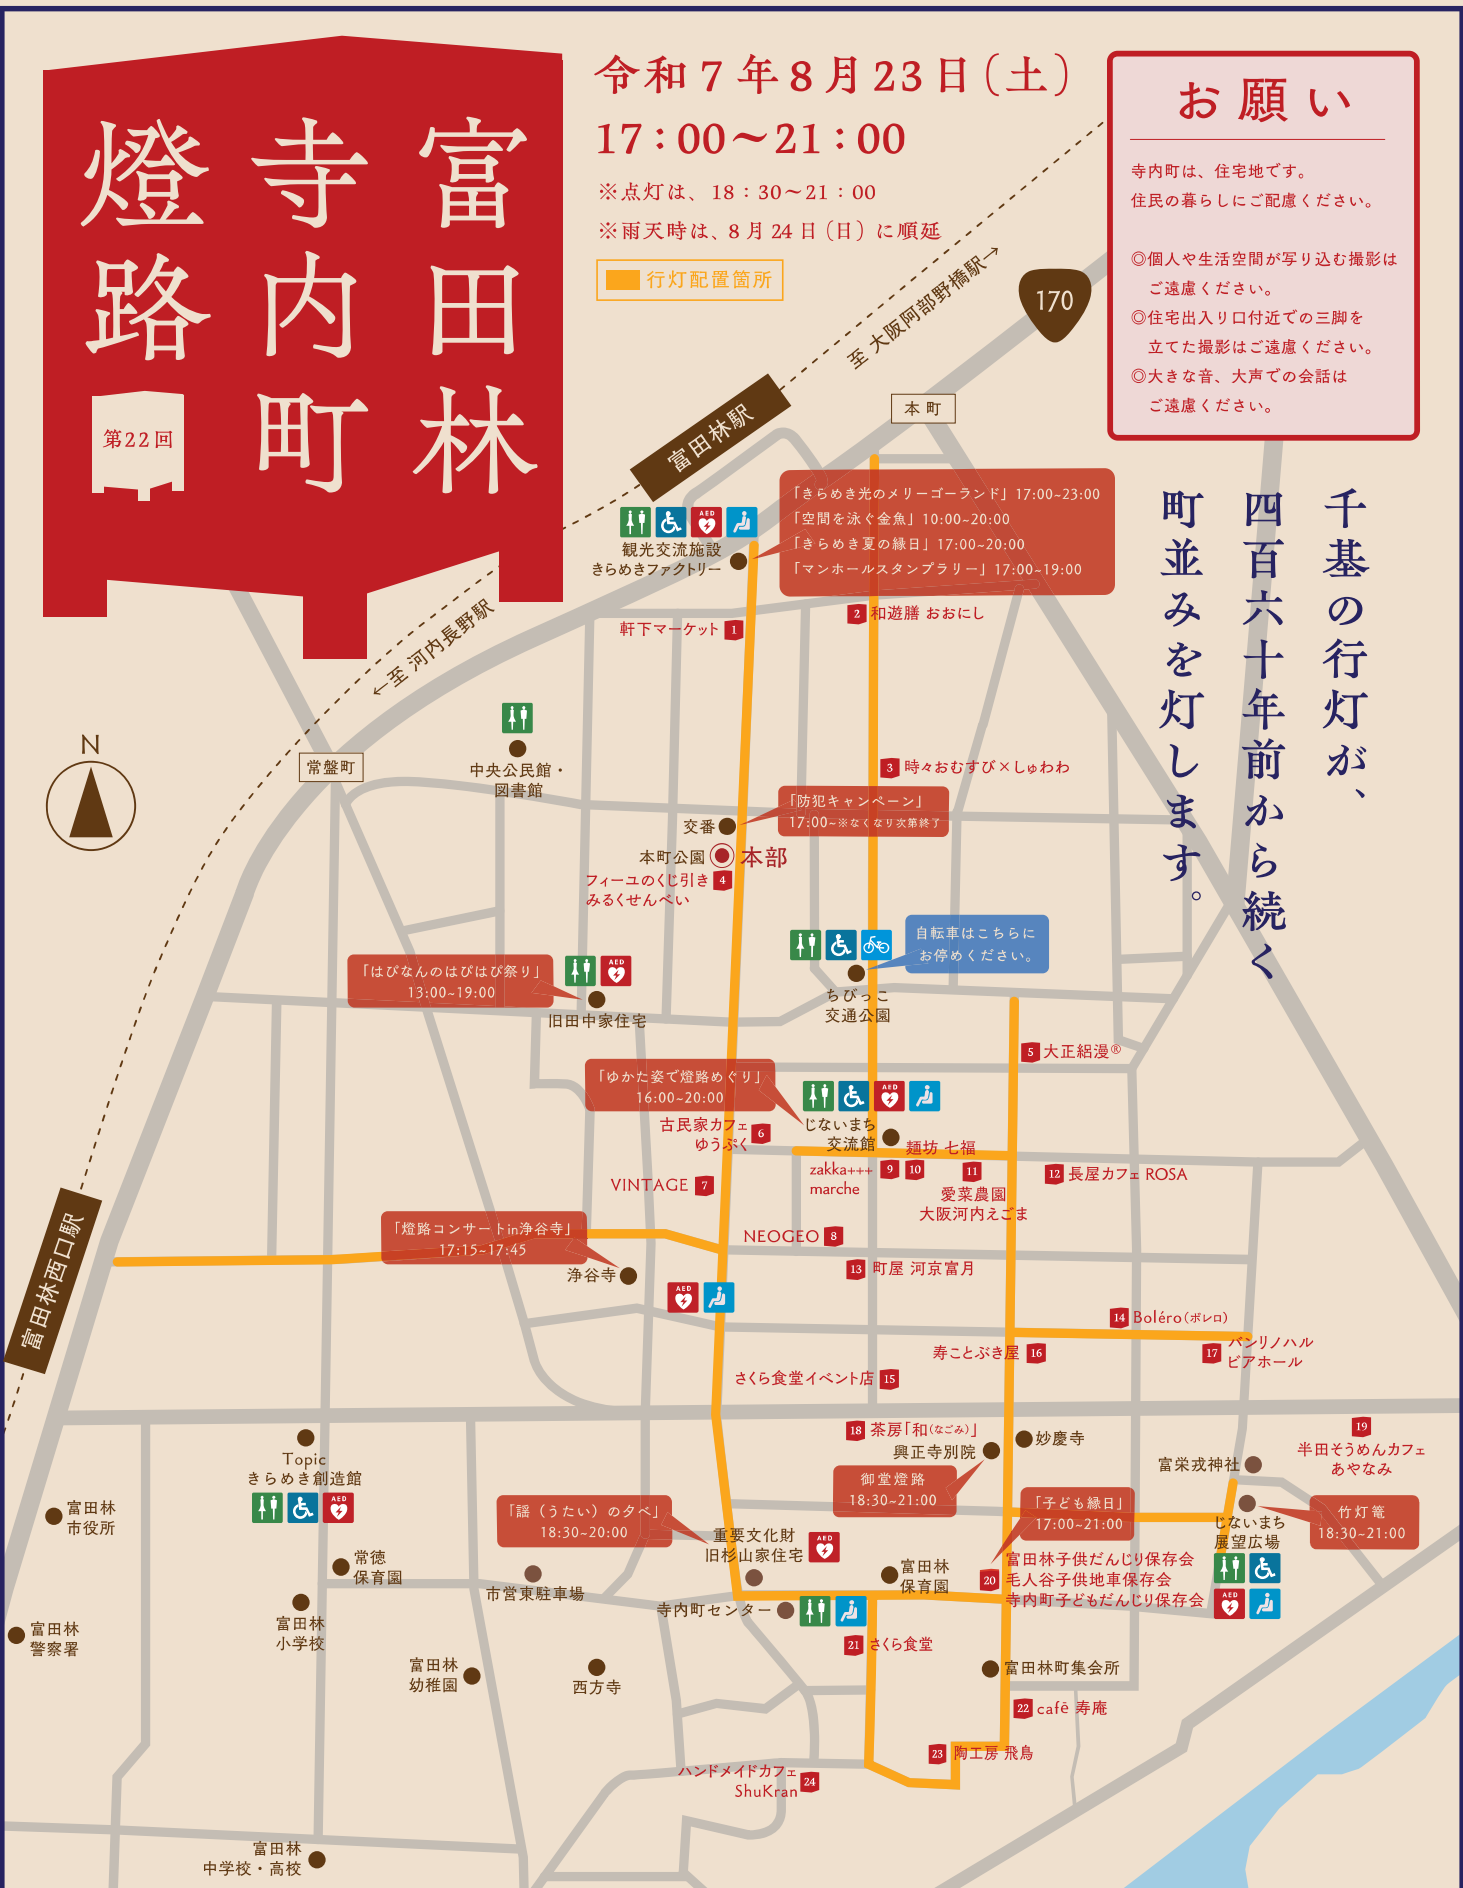 富田林
寺内町
燈路
第22回
令和7年8月23日(土)
17:00〜21:00
※点灯は、18:30〜21:00
※雨天時は、8月24日(日)に順延
行灯配置箇所
お願い
寺内町は、住宅地です。
住民の暮らしにご配慮ください。
◎個人や生活空間が写り込む撮影は
ご遠慮ください。
◎住宅出入り口付近での三脚を
立てた撮影はご遠慮ください。
◎大きな音、大声での会話は
ご遠慮ください。
千基の行灯が、
四百六十年前から続く
町並みを灯します。
至 大阪阿部野橋駅→
170
本町
富田林駅
←至 河内長野駅
「きらめき光のメリーゴーランド」17:00~23:00
「空間を泳ぐ金魚」10:00~20:00
「きらめき夏の縁日」17:00~20:00
「マンホールスタンプラリー」17:00~19:00
AED
観光交流施設
きらめきファクトリー
軒下マーケット 1
2 和遊膳 おおにし
N
常盤町
中央公民館・
図書館
3 時々おむすび×しゅわわ
「防犯キャンペーン」
17:00~※なくなり次第終了
交番
本町公園 本部
フィーユのくじ引き 4
みるくせんべい
自転車はこちらに
お停めください。
ちびっこ
交通公園
「はぴなんのはぴはぴ祭り」
13:00~19:00
AED
旧田中家住宅
5 大正絽漫®
「ゆかた姿で燈路めぐり」
16:00~20:00
AED
じないまち
交流館
古民家カフェ 6
ゆうぷく
麺坊 七福
zakka+++ 9 10 11
marche
愛菜農園
大阪河内えごま
12 長屋カフェ ROSA
VINTAGE 7
NEOGEO 8
「燈路コンサートin浄谷寺」
17:15~17:45
浄谷寺
AED
13 町屋 河京富月
富田林西口駅
14 Boléro(ボレロ)
寿ことぶき屋 16
17 バンリノハル
ビアホール
さくら食堂イベント店 15
18 茶房「和(なごみ)」
興正寺別院
妙慶寺
19
半田そうめんカフェ
あやなみ
富栄戎神社
Topic
きらめき創造館
AED
富田林
市役所
御堂燈路
18:30~21:00
「子ども縁日」
17:00~21:00
竹灯篭
18:30~21:00
じないまち
展望広場
AED
「謡(うたい)の夕べ」
18:30~20:00
重要文化財
旧杉山家住宅
AED
常徳
保育園
市営東駐車場
富田林
保育園
20 富田林子供だんじり保存会
毛人谷子供地車保存会
寺内町子どもだんじり保存会
寺内町センター
富田林
小学校
富田林
警察署
21 さくら食堂
富田林
幼稚園
西方寺
富田林町集会所
22 cafē 寿庵
23 陶工房 飛鳥
ハンドメイドカフェ 24
ShuKran
富田林
中学校・高校